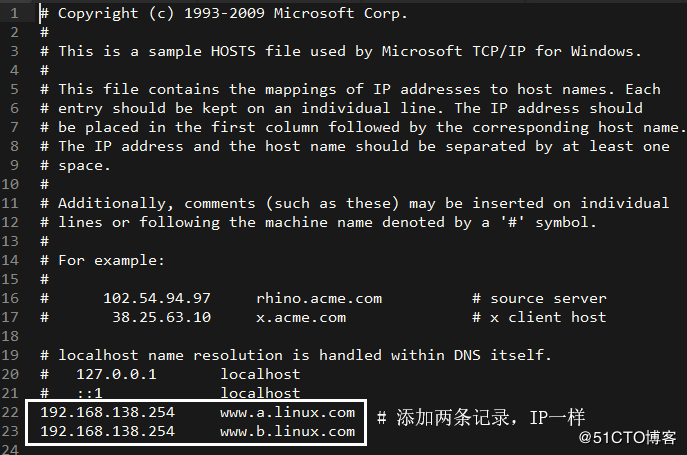 1 # Copyright (c) 1993-2009 Microsoft Corp.
2 #
3 # This is a sample HOSTS file used by Microsoft TCP/IP for Windows.
4 #
5 # This file contains the mappings of IP addresses to host names. Each
6 # entry should be kept on an individual line. The IP address should
7 # be placed in the first column followed by the corresponding host name.
8 # The IP address and the host name should be separated by at least one
9 # space.
10 #
11 # Additionally, comments (such as these) may be inserted on individual
12 # lines or following the machine name denoted by a '#' symbol.
13 #
14 # For example:
15 #
16 #      102.54.94.97     rhino.acme.com          # source server
17 #       38.25.63.10     x.acme.com              # x client host
18
19 # localhost name resolution is handled within DNS itself.
20 #   127.0.0.1       localhost
21 #   ::1             localhost
22 192.168.138.254     www.a.linux.com
23 192.168.138.254     www.b.linux.com
# 添加两条记录，IP一样
24
@51CTO博客